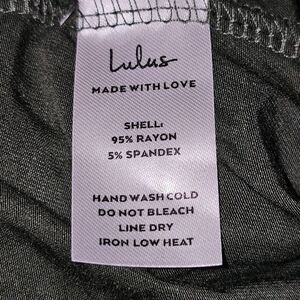 Lulus
MADE WITH LOVE
SHELL:
95% RAYON
5% SPANDEX
HAND WASH COLD
DO NOT BLEACH
LINE DRY
IRON LOW HEAT